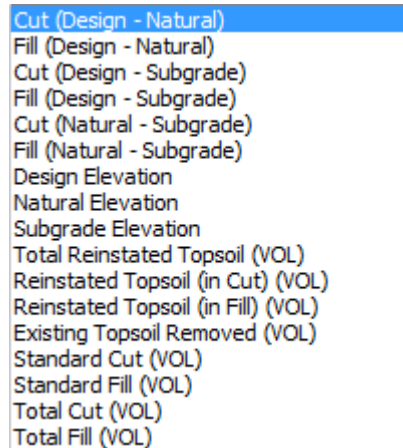 Cut (Design - Natural)
Fill (Design - Natural)
Cut (Design - Subgrade)
Fill (Design - Subgrade)
Cut (Natural - Subgrade)
Fill (Natural - Subgrade)
Design Elevation
Natural Elevation
Subgrade Elevation
Total Reinstated Topsoil (VOL)
Reinstated Topsoil (in Cut) (VOL)
Reinstated Topsoil (in Fill) (VOL)
Existing Topsoil Removed (VOL)
Standard Cut (VOL)
Standard Fill (VOL)
Total Cut (VOL)
Total Fill (VOL)